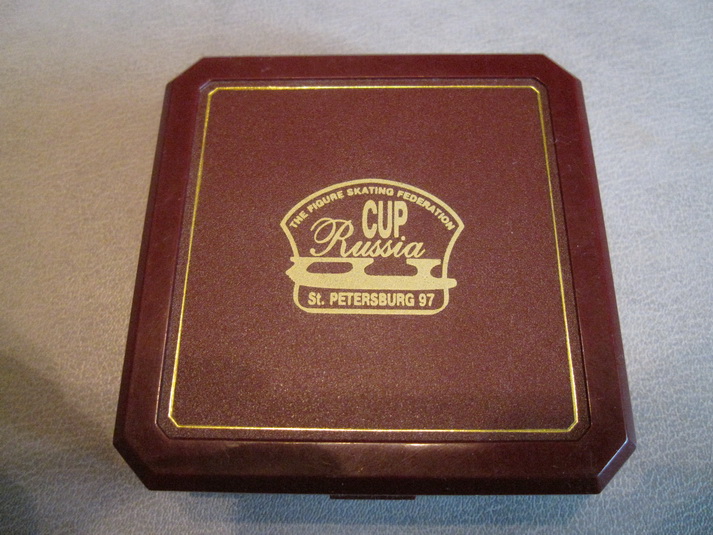 THE FIGURE SKATING FEDERATION
CUP
Russia
St. PETERSBURG 97